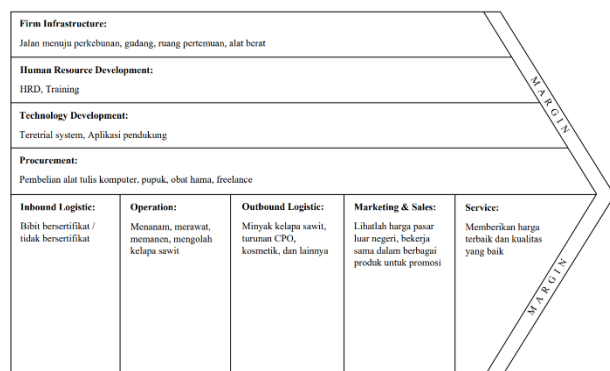 Firm Infrastructure:
Jalan menuju perkebunan, gudang, ruang pertemuan, alat berat
Human Resource Development:
HRD, Training
Technology Development:
Teretrial system, Aplikasi pendukung
Procurement:
Pembelian alat tulis komputer, pupuk, obat hama, freelance
MARGIN
Inbound Logistic:
Bibit bersertifikat /
tidak bersertifikat
Operation:
Menanam, merawat,
memanen, mengolah
kelapa sawit
Outbound Logistic:
Minyak kelapa sawit,
turunan CPO,
kosmetik, dan lainnya
Marketing & Sales:
Lihatlah harga pasar
luar negeri, bekerja
sama dalam berbagai
produk untuk promosi
Service:
Memberikan harga
terbaik dan kualitas
yang baik
MARGIN